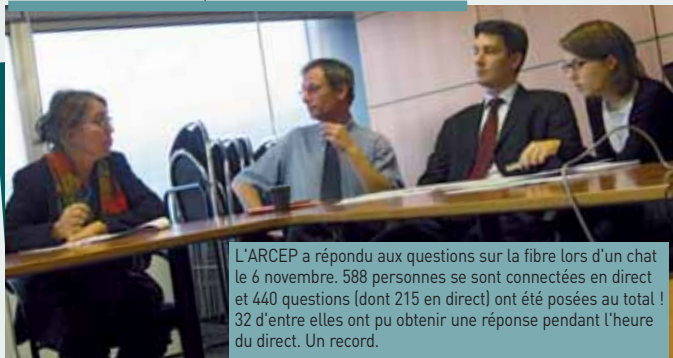 L'ARCEP a répondu aux questions sur la fibre lors d'un chat
le 6 novembre. 588 personnes se sont connectées en direct
et 440 questions (dont 215 en direct) ont été posées au total !
32 d'entre elles ont pu obtenir une réponse pendant l'heure
du direct. Un record.